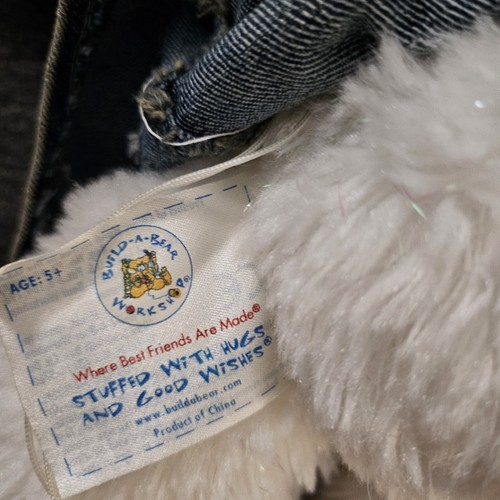 AGE: 5+
BUILD-A-BEAR
WORKSHOP®
Where Best Friends Are Made®
STUFFED WITH HUGS
AND GOOD WISHES®
www.buildabear.com
Product of China